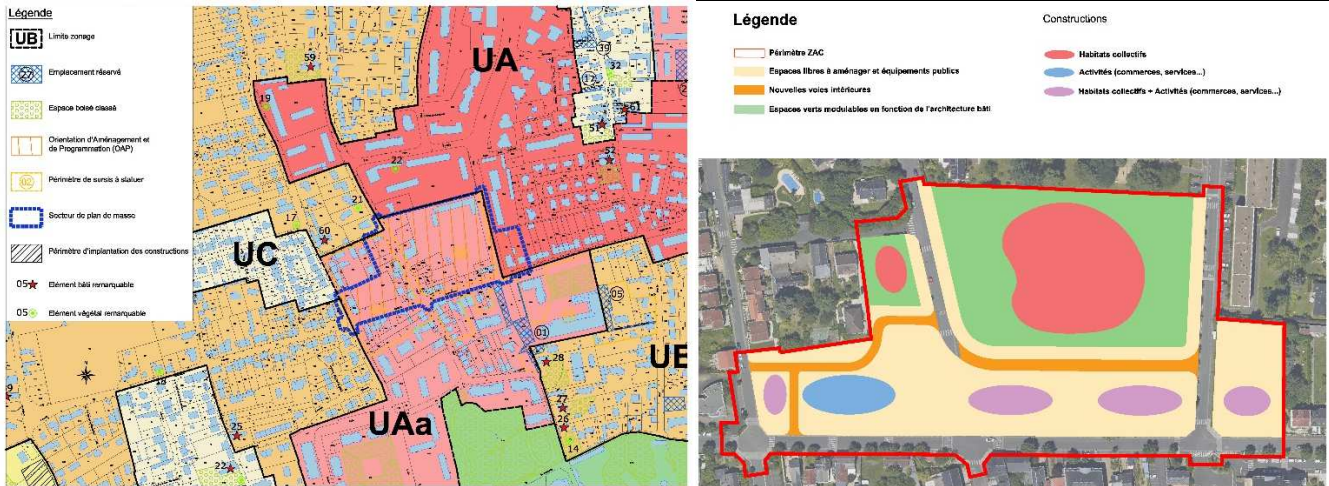 Légende
UB Limite zonage
27 Emplacement réservé
Espace boisé classé
Orientation d'Aménagement et
de Programmation (OAP)
02 Périmètre de sursis à statuer
Secteur de plan de masse
Périmètre d'implantation des constructions
05 Elément bâti remarquable
05 Elément végétal remarquable
59
UA
39
12
32
19
51
52
22
21
17
60
UC
05
01
28
UE
27
26
14
UAa
25
22
18
9
Légende
Périmètre ZAC
Espaces libres à aménager et équipements publics
Nouvelles voies intérieures
Espaces verts modulables en fonction de l'architecture bâti
Constructions
Habitats collectifs
Activités (commerces, services...)
Habitats collectifs + Activités (commerces, services...)